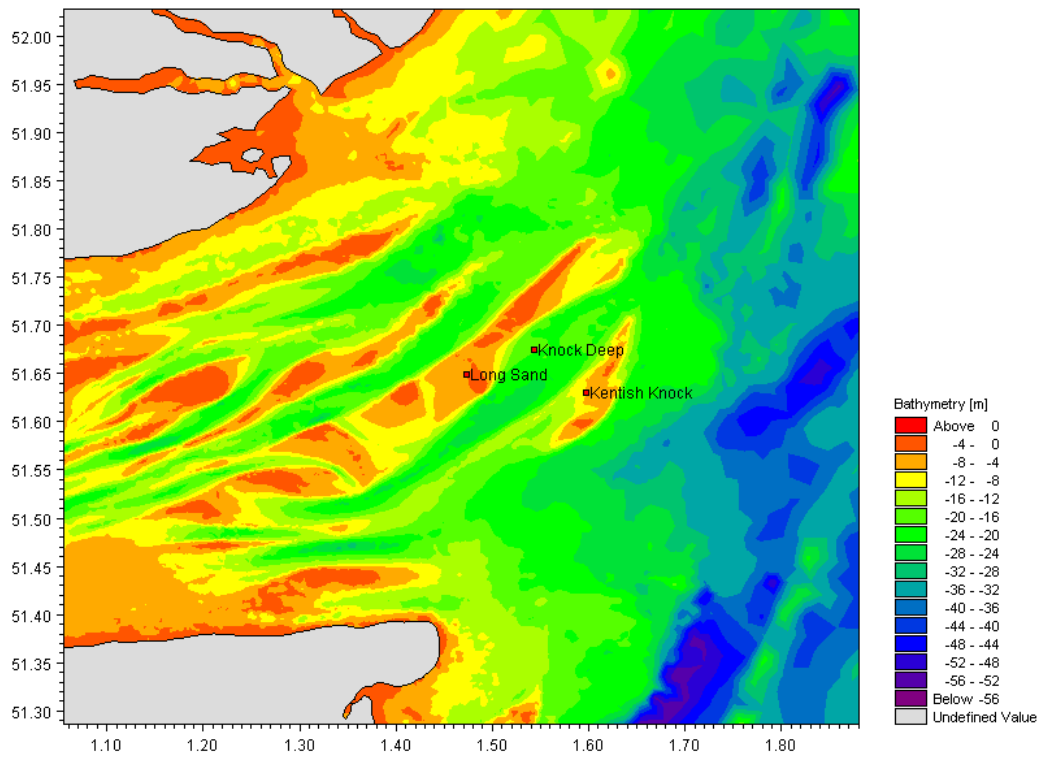 52.00
51.95
51.90
51.85
51.80
51.75
51.70
51.65
51.60
51.55
51.50
51.45
51.40
51.35
51.30
Knock Deep
Long Sand
Kentish Knock
1.10 1.20 1.30 1.40 1.50 1.60 1.70 1.80
Bathymetry [m]
Above 0
-4 - 0
-8 - -4
-12 - -8
-16 - -12
-20 - -16
-24 - -20
-28 - -24
-32 - -28
-36 - -32
-40 - -36
-44 - -40
-48 - -44
-52 - -48
-56 - -52
Below -56
Undefined Value